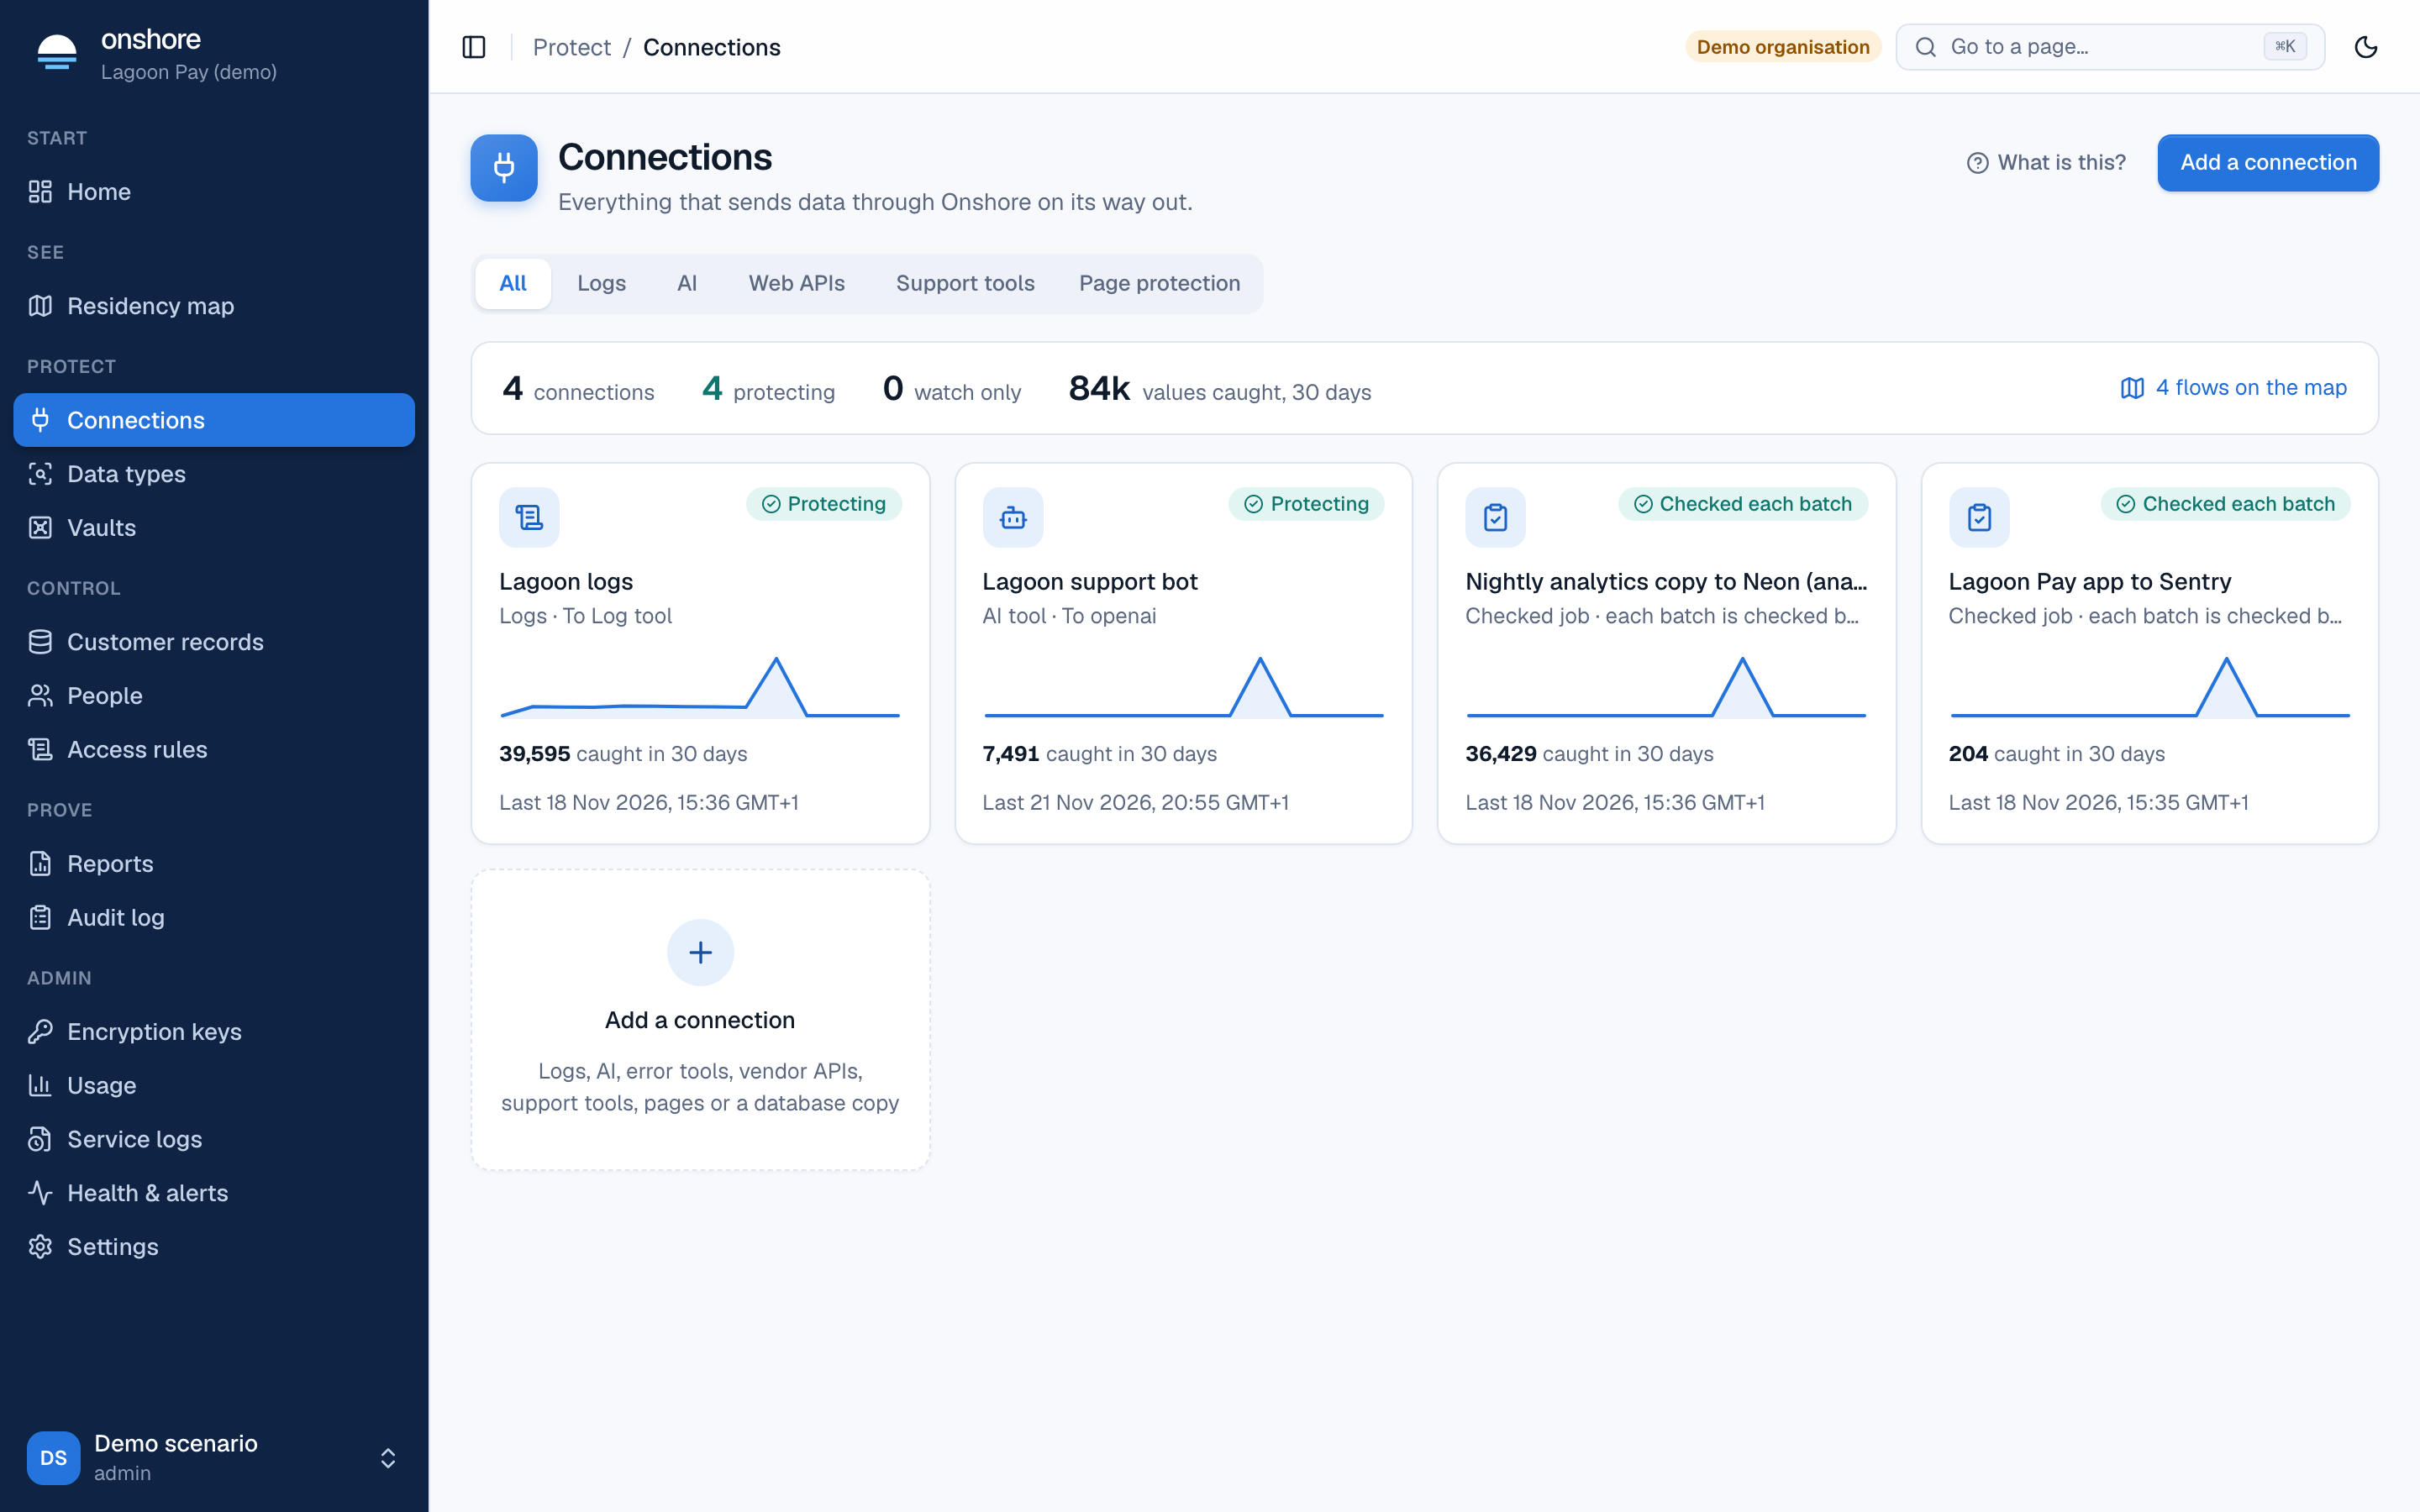 onshore
Lagoon Pay (demo)
START
Home
SEE
Residency map
PROTECT
Connections
Data types
Vaults
CONTROL
Customer records
People
Access rules
PROVE
Reports
Audit log
ADMIN
Encryption keys
Usage
Service logs
Health & alerts
Settings
DS
Demo scenario
admin
Protect / Connections
Demo organisation
Go to a page...
⌘K
Connections
Everything that sends data through Onshore on its way out.
What is this?
Add a connection
All
Logs
AI
Web APIs
Support tools
Page protection
4 connections
4 protecting
0 watch only
84k values caught, 30 days
4 flows on the map
Protecting
Lagoon logs
Logs · To Log tool
39,595 caught in 30 days
Last 18 Nov 2026, 15:36 GMT+1
Protecting
Lagoon support bot
AI tool · To openai
7,491 caught in 30 days
Last 21 Nov 2026, 20:55 GMT+1
Checked each batch
Nightly analytics copy to Neon (ana...
Checked job · each batch is checked b...
36,429 caught in 30 days
Last 18 Nov 2026, 15:36 GMT+1
Checked each batch
Lagoon Pay app to Sentry
Checked job · each batch is checked b...
204 caught in 30 days
Last 18 Nov 2026, 15:35 GMT+1
Add a connection
Logs, AI, error tools, vendor APIs,
support tools, pages or a database copy